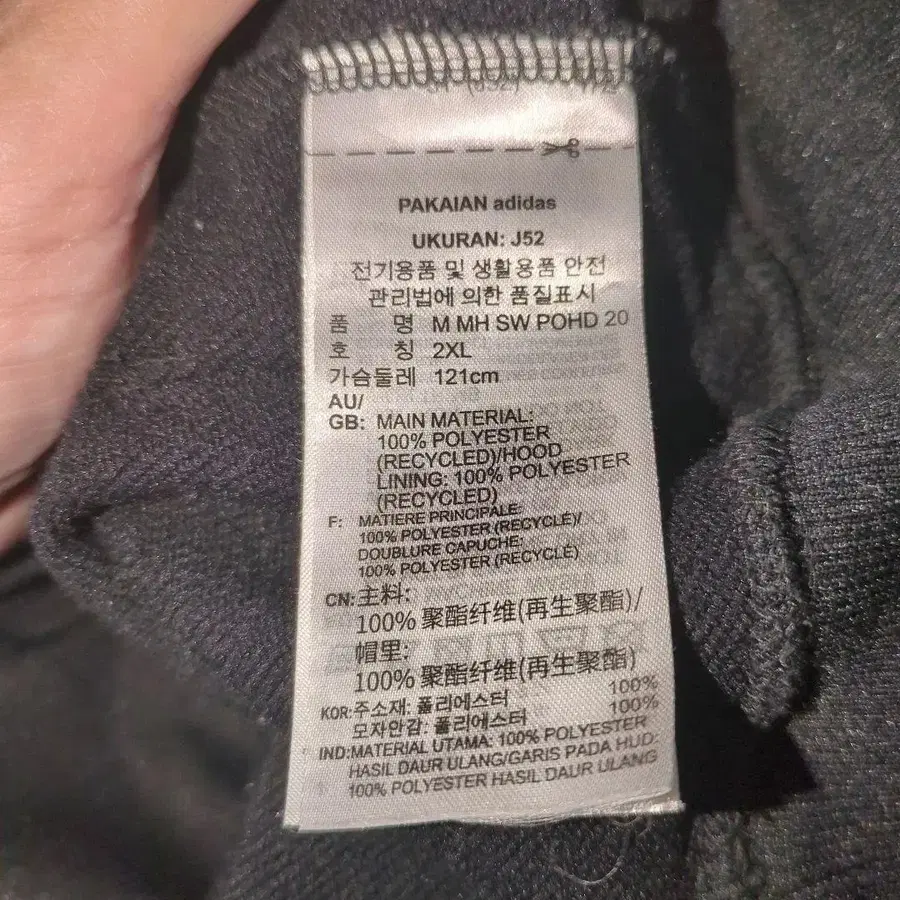 PAKAIAN adidas
UKURAN: J52
전기용품 및 생활용품 안전
관리법에 의한 품질표시
품 명 M MH SW POHD 20
호 칭 2XL
가슴둘레 121cm
AU/
GB: MAIN MATERIAL:
100% POLYESTER
(RECYCLED)/HOOD
LINING: 100% POLYESTER
(RECYCLED)
F: MATIERE PRINCIPALE:
100% POLYESTER (RECYCLÉ)/
DOUBLURE CAPUCHE:
100% POLYESTER (RECYCLÉ)
CN: 主料:
100% 聚酯纤维(再生聚酯)/
帽里:
100% 聚酯纤维(再生聚酯)
KOR: 주소재: 폴리에스터 100%
모자안감: 폴리에스터 100%
IND: MATERIAL UTAMA: 100% POLYESTER
HASIL DAUR ULANG/GARIS PADA HUD:
100% POLYESTER HASIL DAUR ULANG